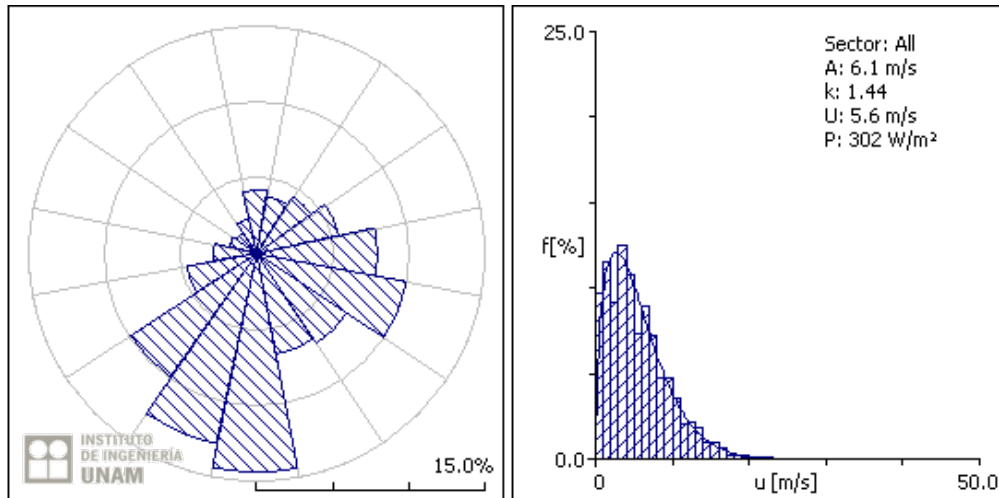 INSTITUTO
DE INGENIERÍA
UNAM
15.0%
25.0
Sector: All
A: 6.1 m/s
k: 1.44
U: 5.6 m/s
P: 302 W/m²
f[%]
0.0
0
u [m/s]
50.0